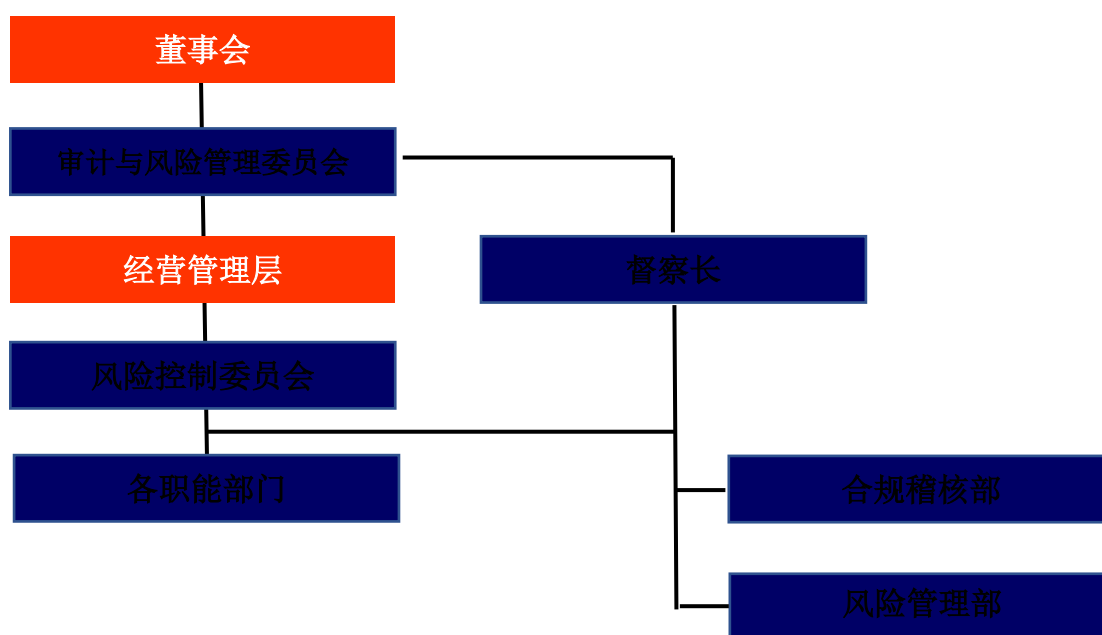 董事会
审计与风险管理委员会
经营管理层
督察长
风险控制委员会
各职能部门
合规稽核部
风险管理部